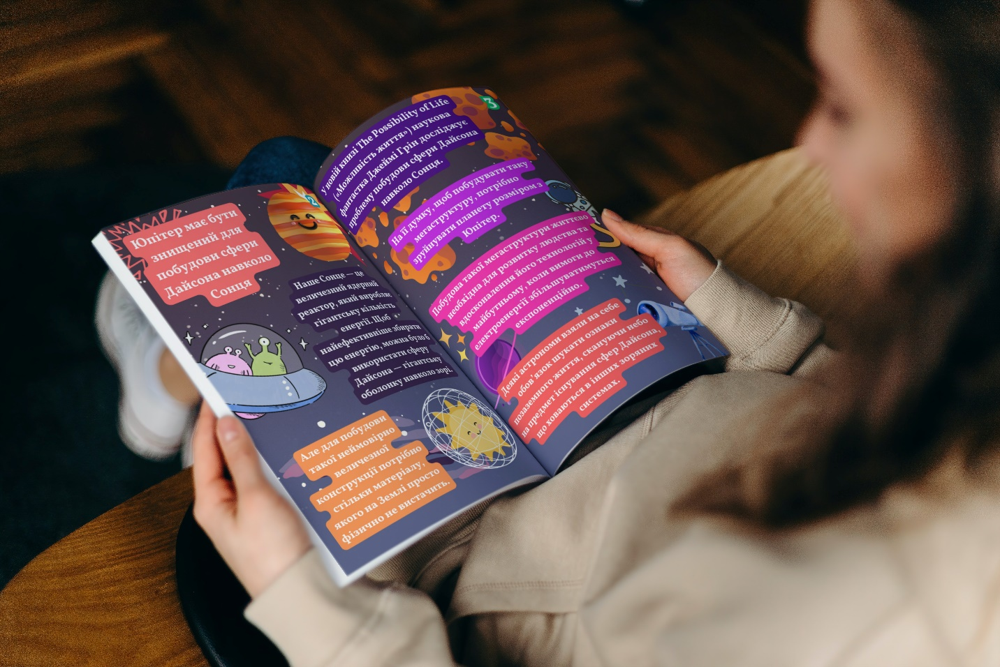 2
Юпітер має бути
знищений для
побудови сфери
Дайсона навколо
Сонця
Наше Сонце — це
величезний ядерний
реактор, який виробляє
гігантську кількість
енергії. Щоб
найефективніше збирати
цю енергію, можна було б
використати сферу
Дайсона — гігантську
оболонку навколо зорі.
Але для побудови
такої неймовірно
величезної
конструкції потрібно
стільки матеріалу,
якого на Землі просто
фізично не вистачить.
3
У новій книзі The Possibility of Life
(«Можливість життя») наукова
фантастка Джеймі Грін досліджує
проблему побудови сфери Дайсона
навколо Сонця.
На її думку, щоб побудувати таку
мегаструктуру, потрібно
зруйнувати планету розміром з
Юпітер.
Побудова такої мегаструктури життєво
необхідна для розвитку людства та
вдосконалення його технологій у
майбутньому, коли вимоги до
електроенергії збільшуватимуться
експоненційно.
Деякі астрономи взяли на себе
обов'язок шукати ознаки
позаземного життя, скануючи небо
на предмет існування сфер Дайсона,
що ховаються в інших зоряних
системах.